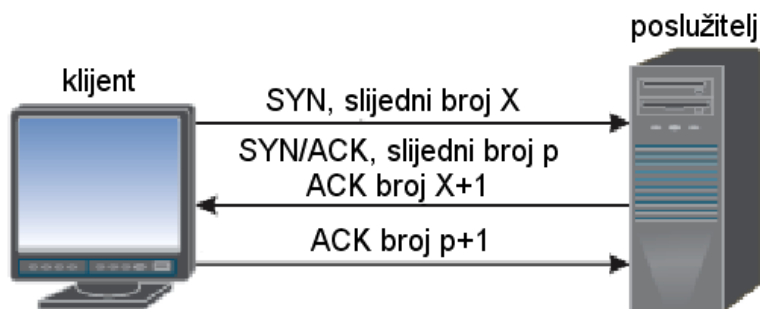 poslužitelj
klijent
SYN, slijedni broj X
SYN/ACK, slijedni broj p
ACK broj X+1
ACK broj p+1